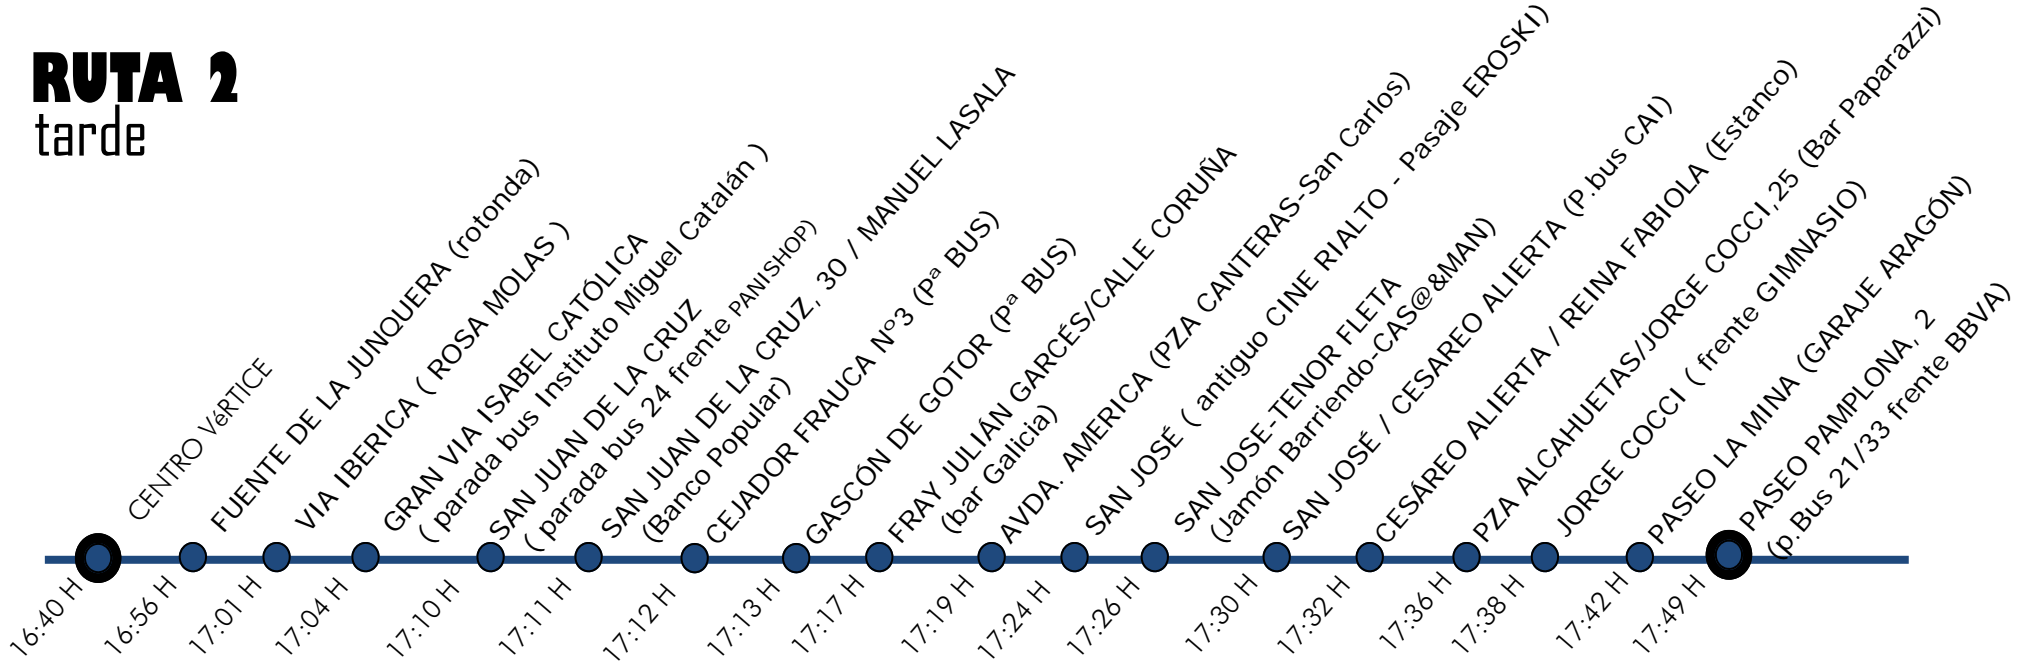 RUTA 2
tarde
CENTRO VéRTICE
FUENTE DE LA JUNQUERA (rotonda)
VIA IBERICA ( ROSA MOLAS )
GRAN VIA ISABEL CATÓLICA
( parada bus Instituto Miguel Catalán )
SAN JUAN DE LA CRUZ
( parada bus 24 frente PANISHOP)
SAN JUAN DE LA CRUZ, 30 / MANUEL LASALA
(Banco Popular)
CEJADOR FRAUCA Nº3 (Pª BUS)
GASCÓN DE GOTOR (Pª BUS)
FRAY JULIÁN GARCÉS/CALLE CORUÑA
(bar Galicia)
AVDA. AMERICA (PZA CANTERAS-San Carlos)
SAN JOSÉ ( antiguo CINE RIALTO - Pasaje EROSKI)
SAN JOSE-TENOR FLETA
(Jamón Barriendo-CAS@&MAN)
SAN JOSÉ / CESAREO ALIERTA (P.bus CAI)
CESÁREO ALIERTA / REINA FABIOLA (Estanco)
PZA ALCAHUETAS/JORGE COCCI,25 (Bar Paparazzi)
JORGE COCCI ( frente GIMNASIO)
PASEO LA MINA (GARAJE ARAGÓN)
PASEO PAMPLONA, 2
(p.Bus 21/33 frente BBVA)
16:40 H
16:56 H
17:01 H
17:04 H
17:10 H
17:11 H
17:12 H
17:13 H
17:17 H
17:19 H
17:24 H
17:26 H
17:30 H
17:32 H
17:36 H
17:38 H
17:42 H
17:49 H